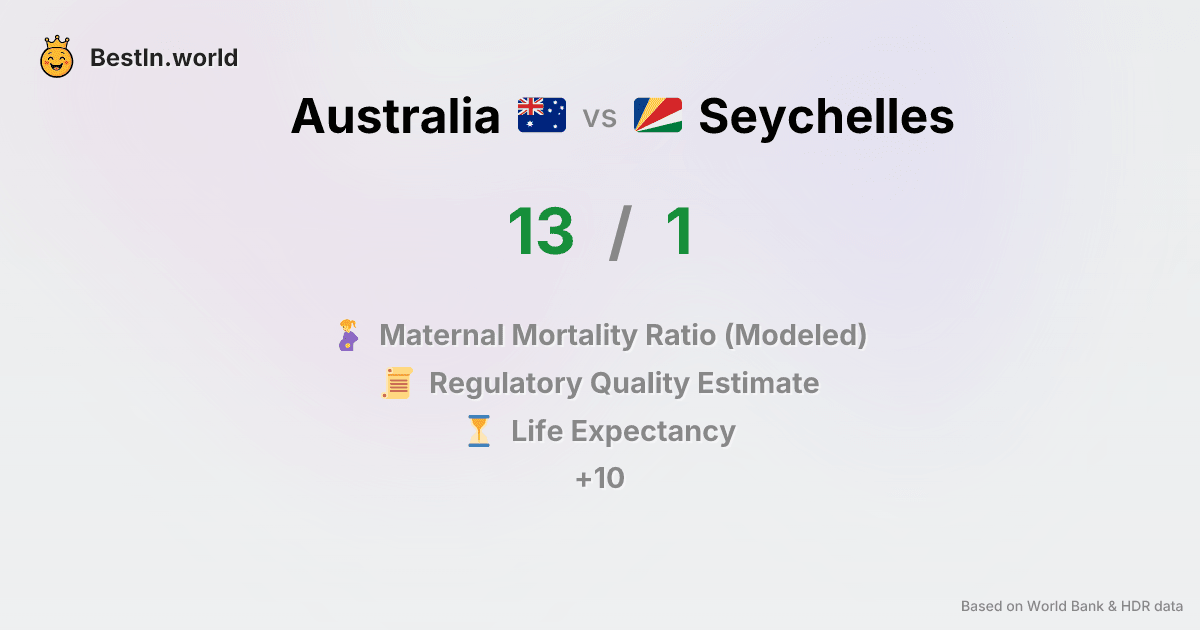 BestIn.world
Australia vs Seychelles
13 / 1
Maternal Mortality Ratio (Modeled)
Regulatory Quality Estimate
Life Expectancy
+10
Based on World Bank & HDR data